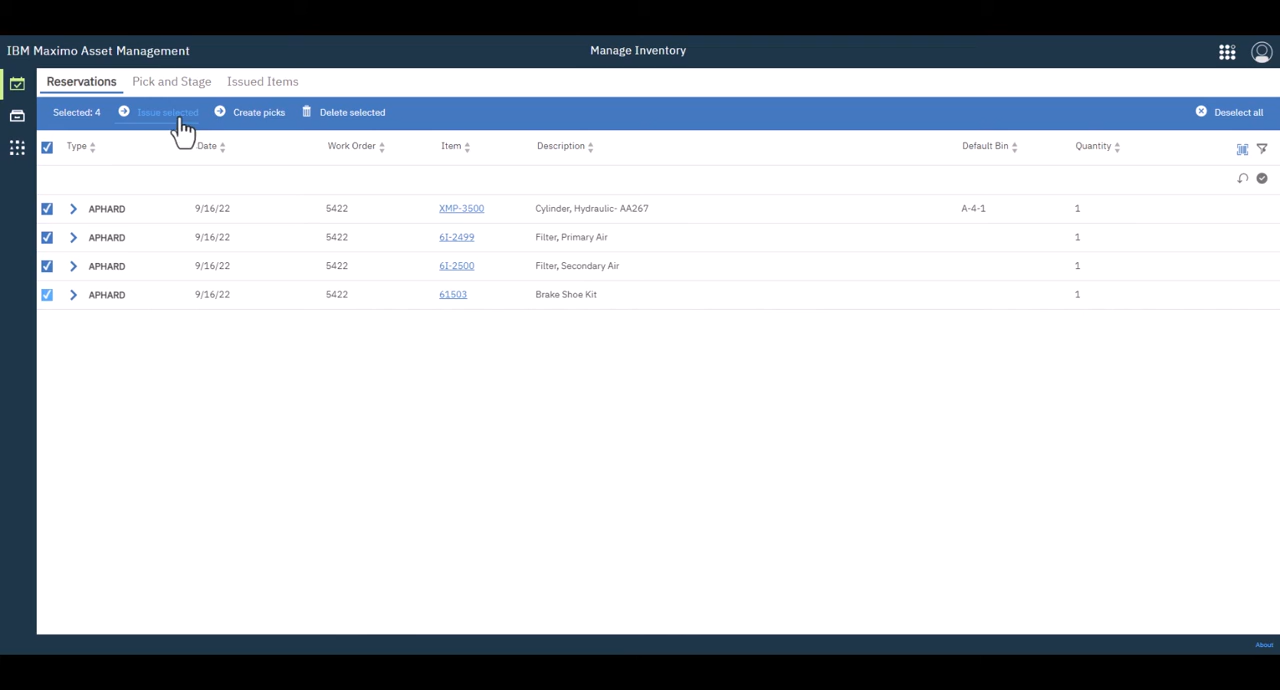 IBM Maximo Asset Management Manage Inventory
Reservations Pick and Stage Issued Items
Selected: 4 Issue selected Create picks Delete selected Deselect all
Type Date Work Order Item Description Default Bin Quantity
APHARD 9/16/22 5422 XMP-3500 Cylinder, Hydraulic- AA267 A-4-1 1
APHARD 9/16/22 5422 6I-2499 Filter, Primary Air 1
APHARD 9/16/22 5422 6I-2500 Filter, Secondary Air 1
APHARD 9/16/22 5422 61503 Brake Shoe Kit 1
About